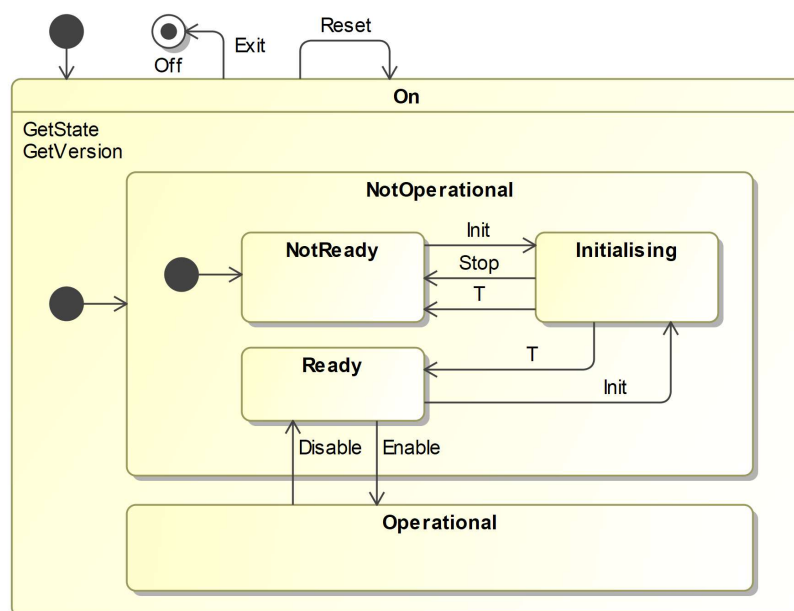 Reset
Exit
Off
On
GetState
GetVersion
NotOperational
NotReady
Init
Initialising
Stop
T
Ready
T
Init
Disable
Enable
Operational